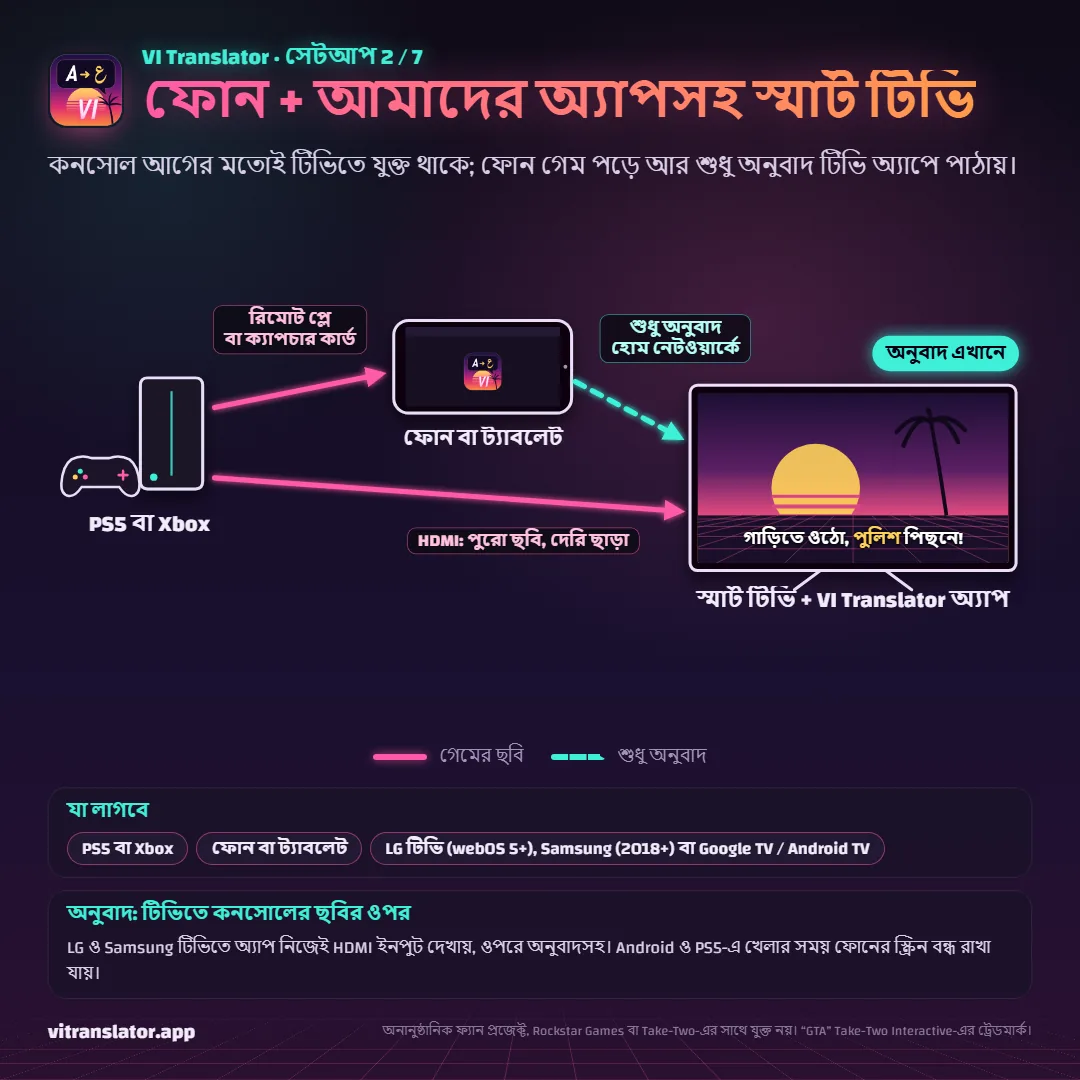 A→ع
VI
VI Translator · সেটআপ 2 / 7
ফোন + আমাদের অ্যাপসহ স্মার্ট টিভি
কনসোল আগের মতোই টিভিতে যুক্ত থাকে; ফোন গেম পড়ে আর শুধু অনুবাদ টিভি অ্যাপে পাঠায়।
রিমোট প্লে
বা ক্যাপচার কার্ড
শুধু অনুবাদ
হোম নেটওয়ার্কে
অনুবাদ এখানে
A→ع
VI
ফোন বা ট্যাবলেট
PS5 বা Xbox
HDMI: পুরো ছবি, দেরি ছাড়া
গাড়িতে ওঠো, পুলিশ পিছনে!
স্মার্ট টিভি + VI Translator অ্যাপ
গেমের ছবি
শুধু অনুবাদ
যা লাগবে
PS5 বা Xbox
ফোন বা ট্যাবলেট
LG টিভি (webOS 5+), Samsung (2018+) বা Google TV / Android TV
অনুবাদ: টিভিতে কনসোলের ছবির ওপর
LG ও Samsung টিভিতে অ্যাপ নিজেই HDMI ইনপুট দেখায়, ওপরে অনুবাদসহ। Android ও PS5-এ খেলার সময় ফোনের স্ক্রিন বন্ধ রাখা
যায়।
vitranslator.app
অনানুষ্ঠানিক ফ্যান প্রজেক্ট, Rockstar Games বা Take-Two-এর সাথে যুক্ত নয়। “GTA” Take-Two Interactive-এর ট্রেডমার্ক।